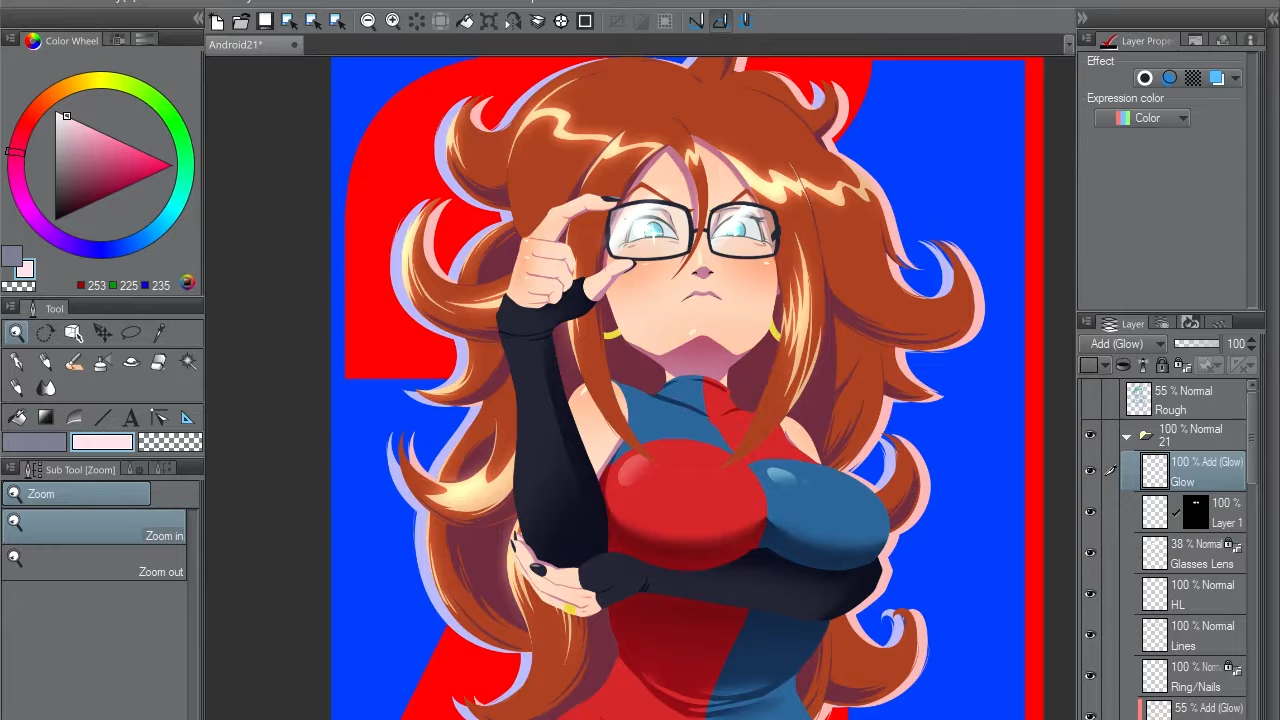 Android21*
Color Wheel
253 225 235
Tool
Sub Tool [Zoom]
Zoom
Zoom in
Zoom out
Layer Prope
Effect
Expression color
Color
Layer
Add (Glow) 100
55 % Normal
Rough
100 % Normal
21
100 % Add (Glow)
Glow
100 %
Layer 1
38 % Normal
Glasses Lens
100 % Normal
HL
100 % Normal
Lines
100 % Norm
Ring/Nails
55 % Add (Glow)